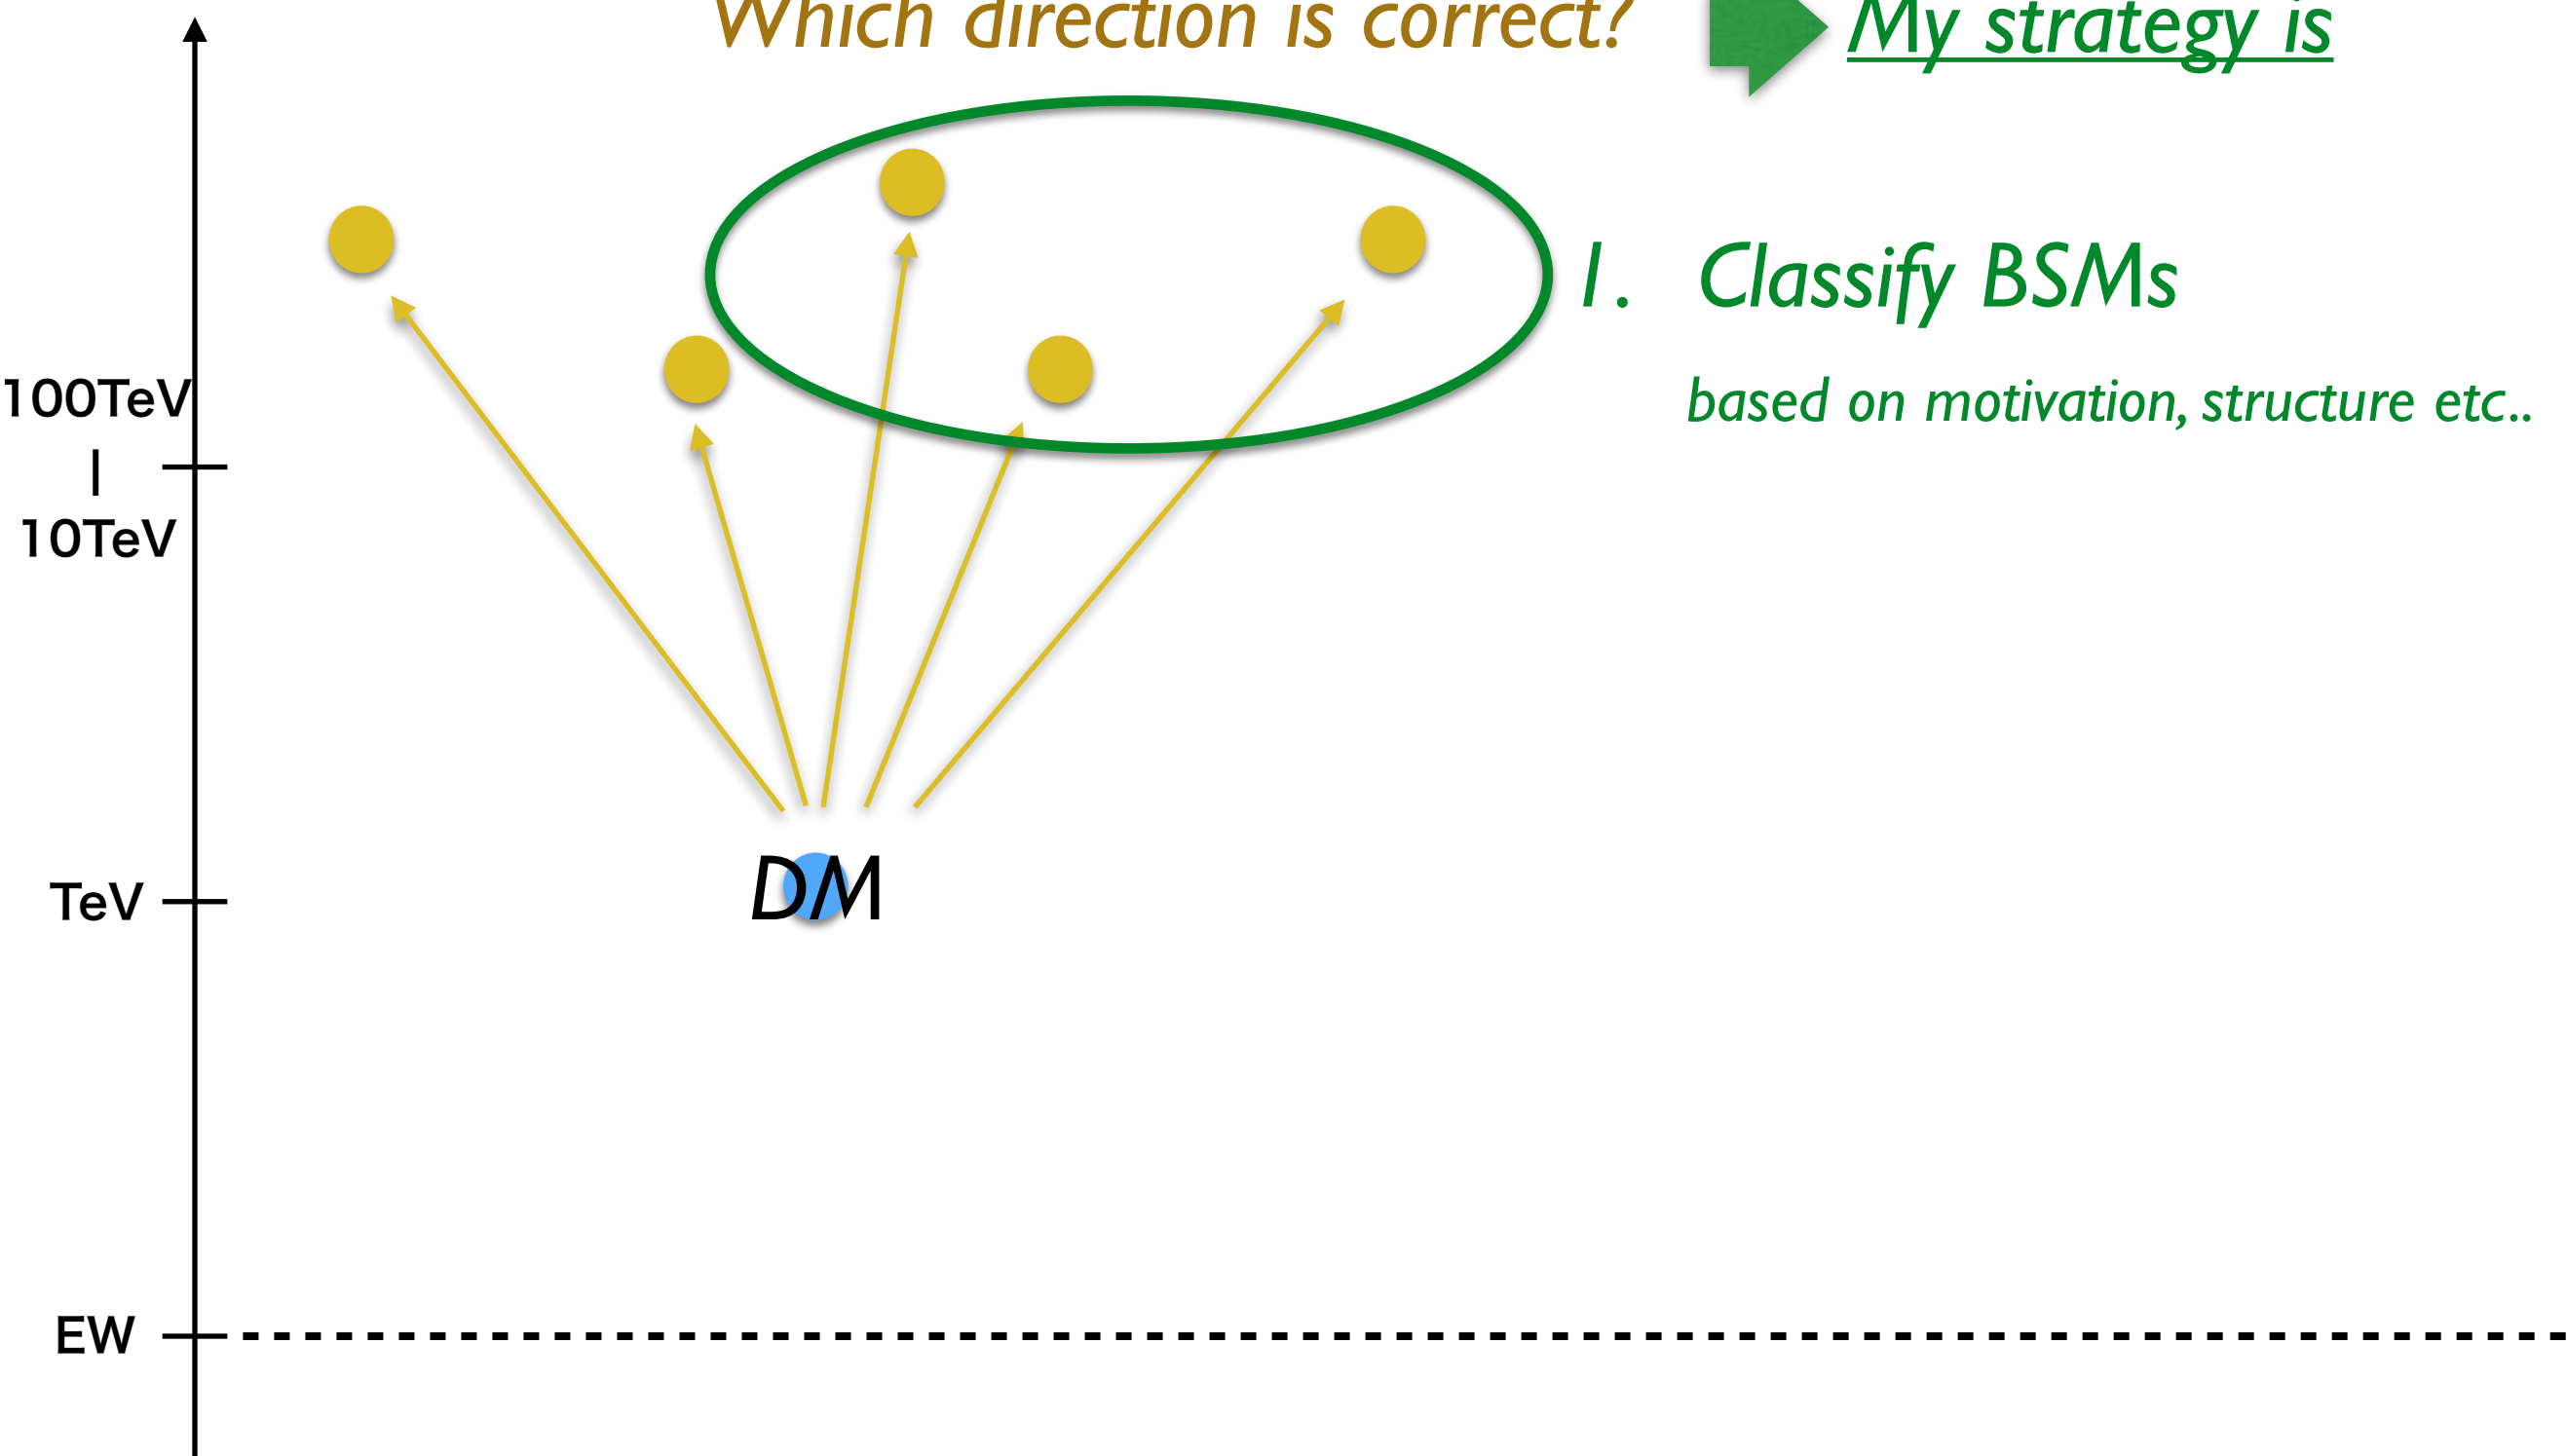 Which direction is correct?
My strategy is
1. Classify BSMs
based on motivation, structure etc..
100TeV
|
10TeV
TeV
DM
EW